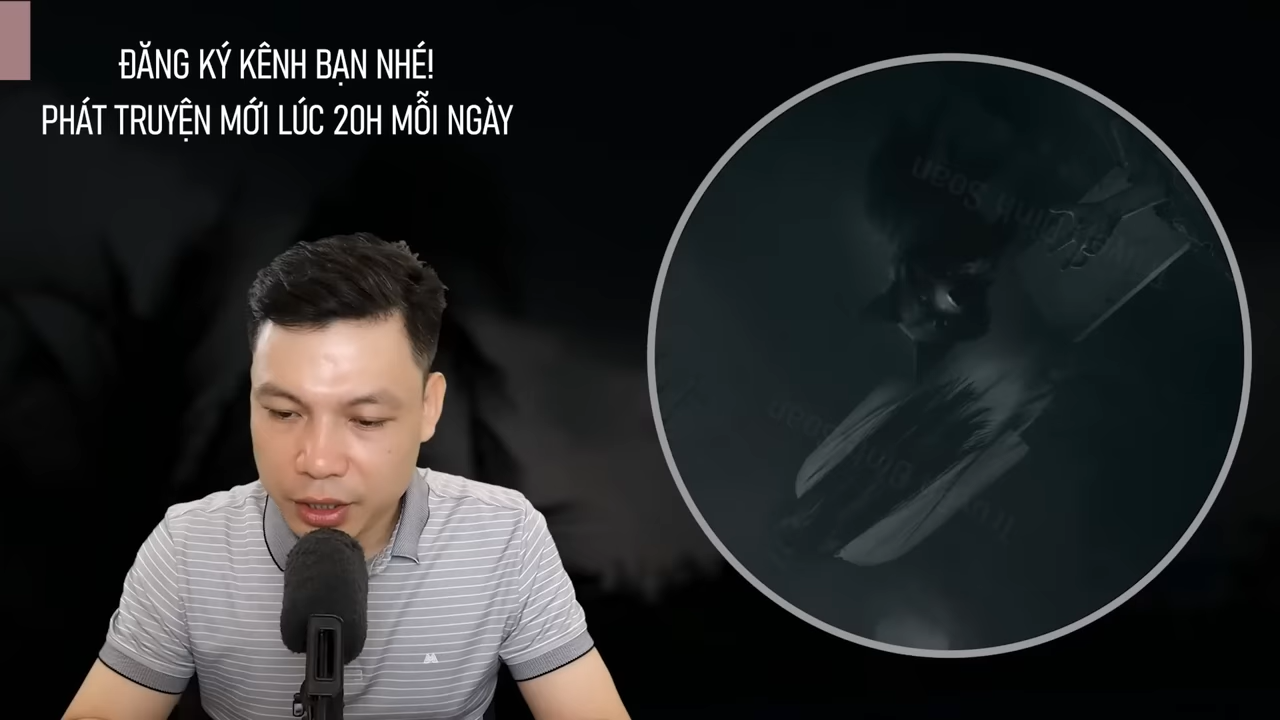 ĐĂNG KÝ KÊNH BẠN NHÉ!
PHÁT TRUYỆN MỚI LÚC 20H MỖI NGÀY